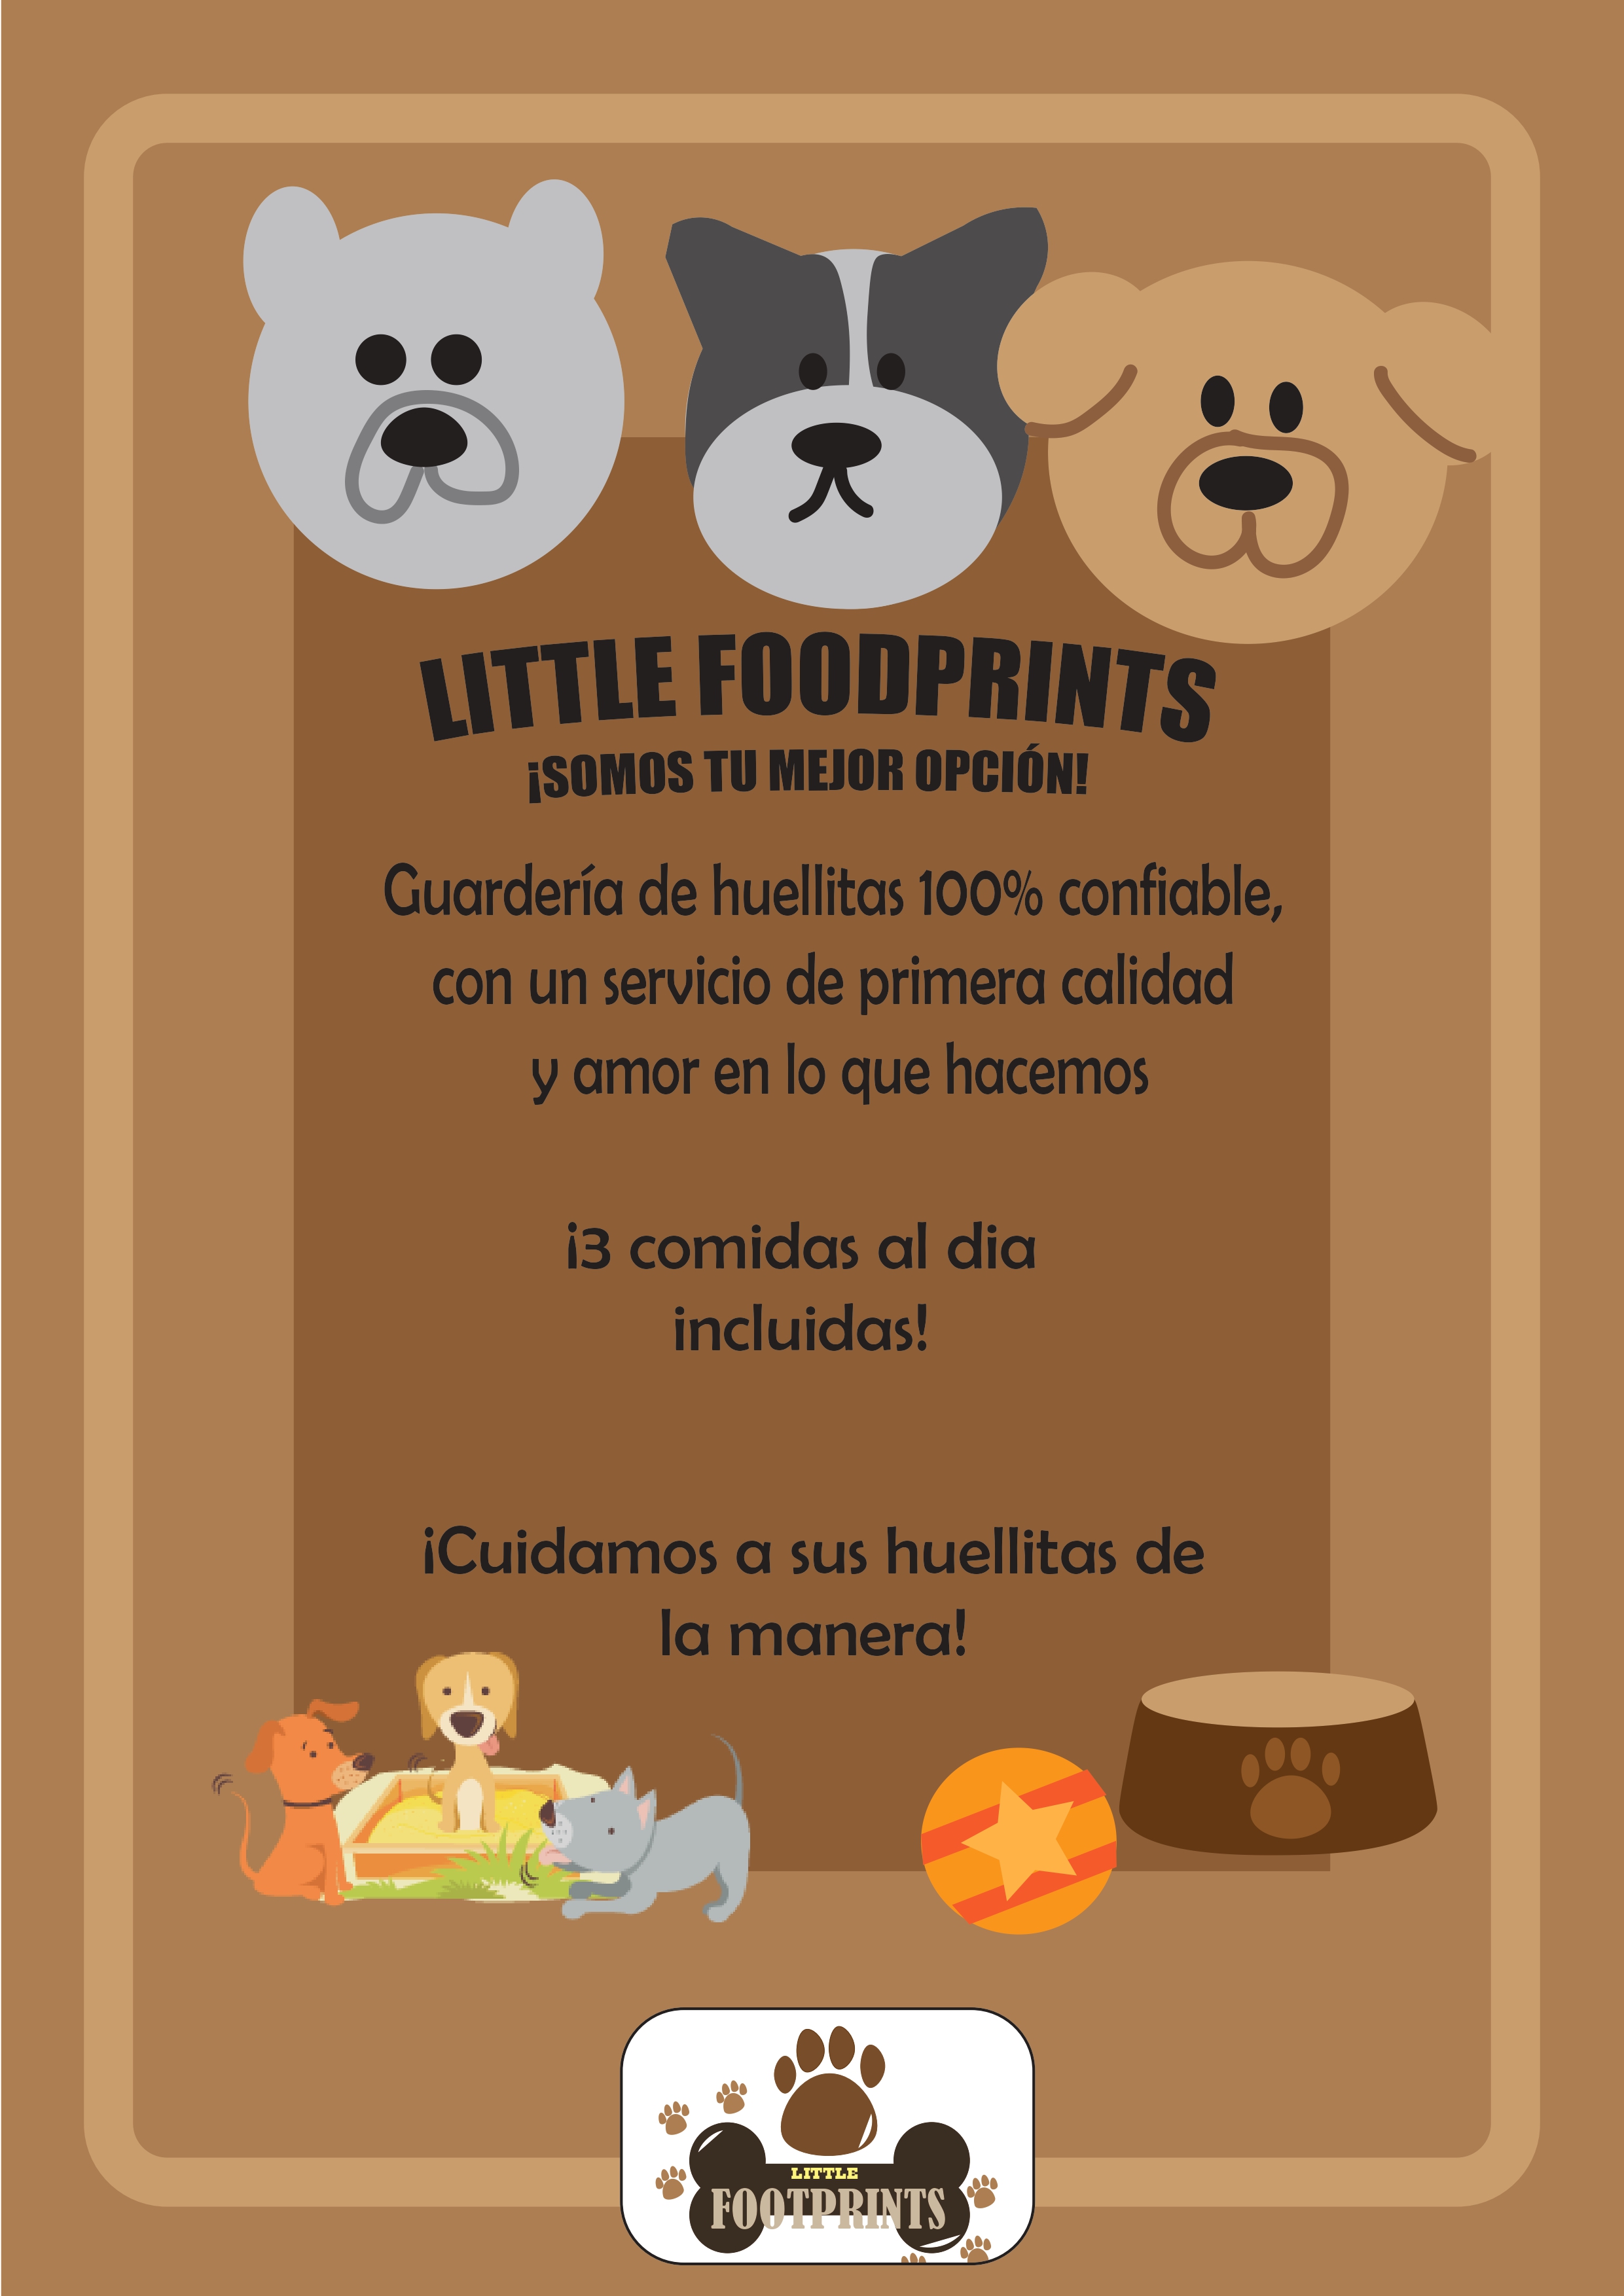 LITTLE FOODPRINTS
¡SOMOS TU MEJOR OPCIÓN!
Guardería de huellitas 100% confiable,
con un servicio de primera calidad
y amor en lo que hacemos
¡3 comidas al dia
incluidas!
¡Cuidamos a sus huellitas de
la manera!
LITTLE
FOOTPRINTS